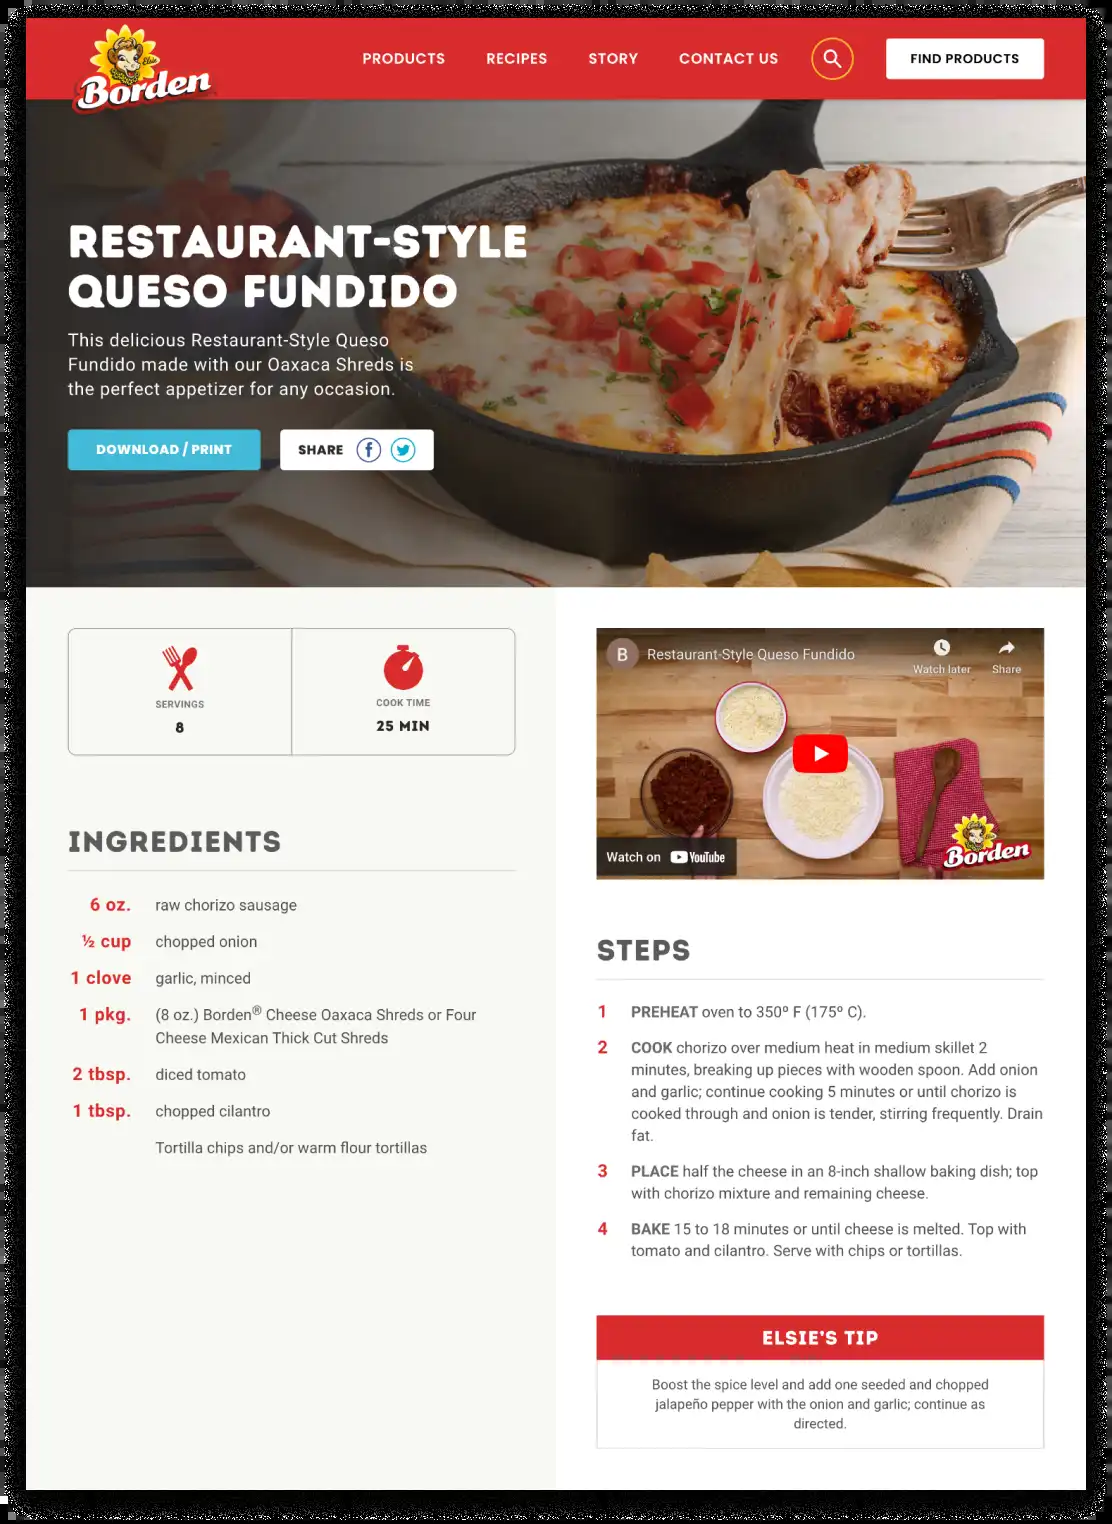 Elsie
Borden
PRODUCTS
RECIPES
STORY
CONTACT US
FIND PRODUCTS
RESTAURANT-STYLE
QUESO FUNDIDO
This delicious Restaurant-Style Queso
Fundido made with our Oaxaca Shreds is
the perfect appetizer for any occasion.
DOWNLOAD / PRINT
SHARE
SERVINGS
8
COOK TIME
25 MIN
INGREDIENTS
6 oz. raw chorizo sausage
½ cup chopped onion
1 clove garlic, minced
1 pkg. (8 oz.) Borden® Cheese Oaxaca Shreds or Four
Cheese Mexican Thick Cut Shreds
2 tbsp. diced tomato
1 tbsp. chopped cilantro
Tortilla chips and/or warm flour tortillas
B Restaurant-Style Queso Fundido
Watch later
Share
Borden
Watch on YouTube
STEPS
1 PREHEAT oven to 350º F (175º C).
2 COOK chorizo over medium heat in medium skillet 2
minutes, breaking up pieces with wooden spoon. Add onion
and garlic; continue cooking 5 minutes or until chorizo is
cooked through and onion is tender, stirring frequently. Drain
fat.
3 PLACE half the cheese in an 8-inch shallow baking dish; top
with chorizo mixture and remaining cheese.
4 BAKE 15 to 18 minutes or until cheese is melted. Top with
tomato and cilantro. Serve with chips or tortillas.
ELSIE'S TIP
Boost the spice level and add one seeded and chopped
jalapeño pepper with the onion and garlic; continue as
directed.